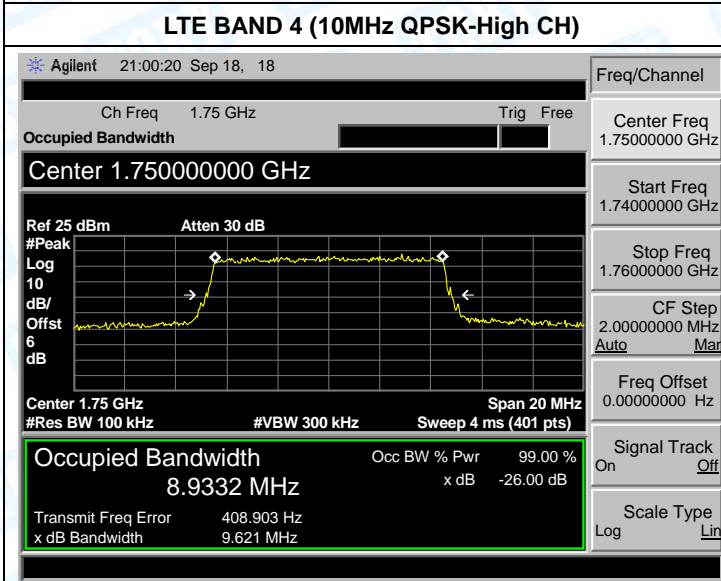 LTE BAND 4 (10MHz QPSK-High CH)
Agilent 21:00:20 Sep 18, 18
Freq/Channel
Ch Freq 1.75 GHz Trig Free
Occupied Bandwidth
Center 1.750000000 GHz
Center Freq
1.75000000 GHz
Start Freq
1.74000000 GHz
Stop Freq
1.76000000 GHz
CF Step
2.00000000 MHz
Auto Man
Freq Offset
0.00000000 Hz
Signal Track
On Off
Scale Type
Log Lin
Ref 25 dBm Atten 30 dB
#Peak
Log
10
dB/
Offst
6
dB
Center 1.75 GHz Span 20 MHz
#Res BW 100 kHz #VBW 300 kHz Sweep 4 ms (401 pts)
Occupied Bandwidth Occ BW % Pwr 99.00 %
8.9332 MHz x dB -26.00 dB
Transmit Freq Error 408.903 Hz
x dB Bandwidth 9.621 MHz